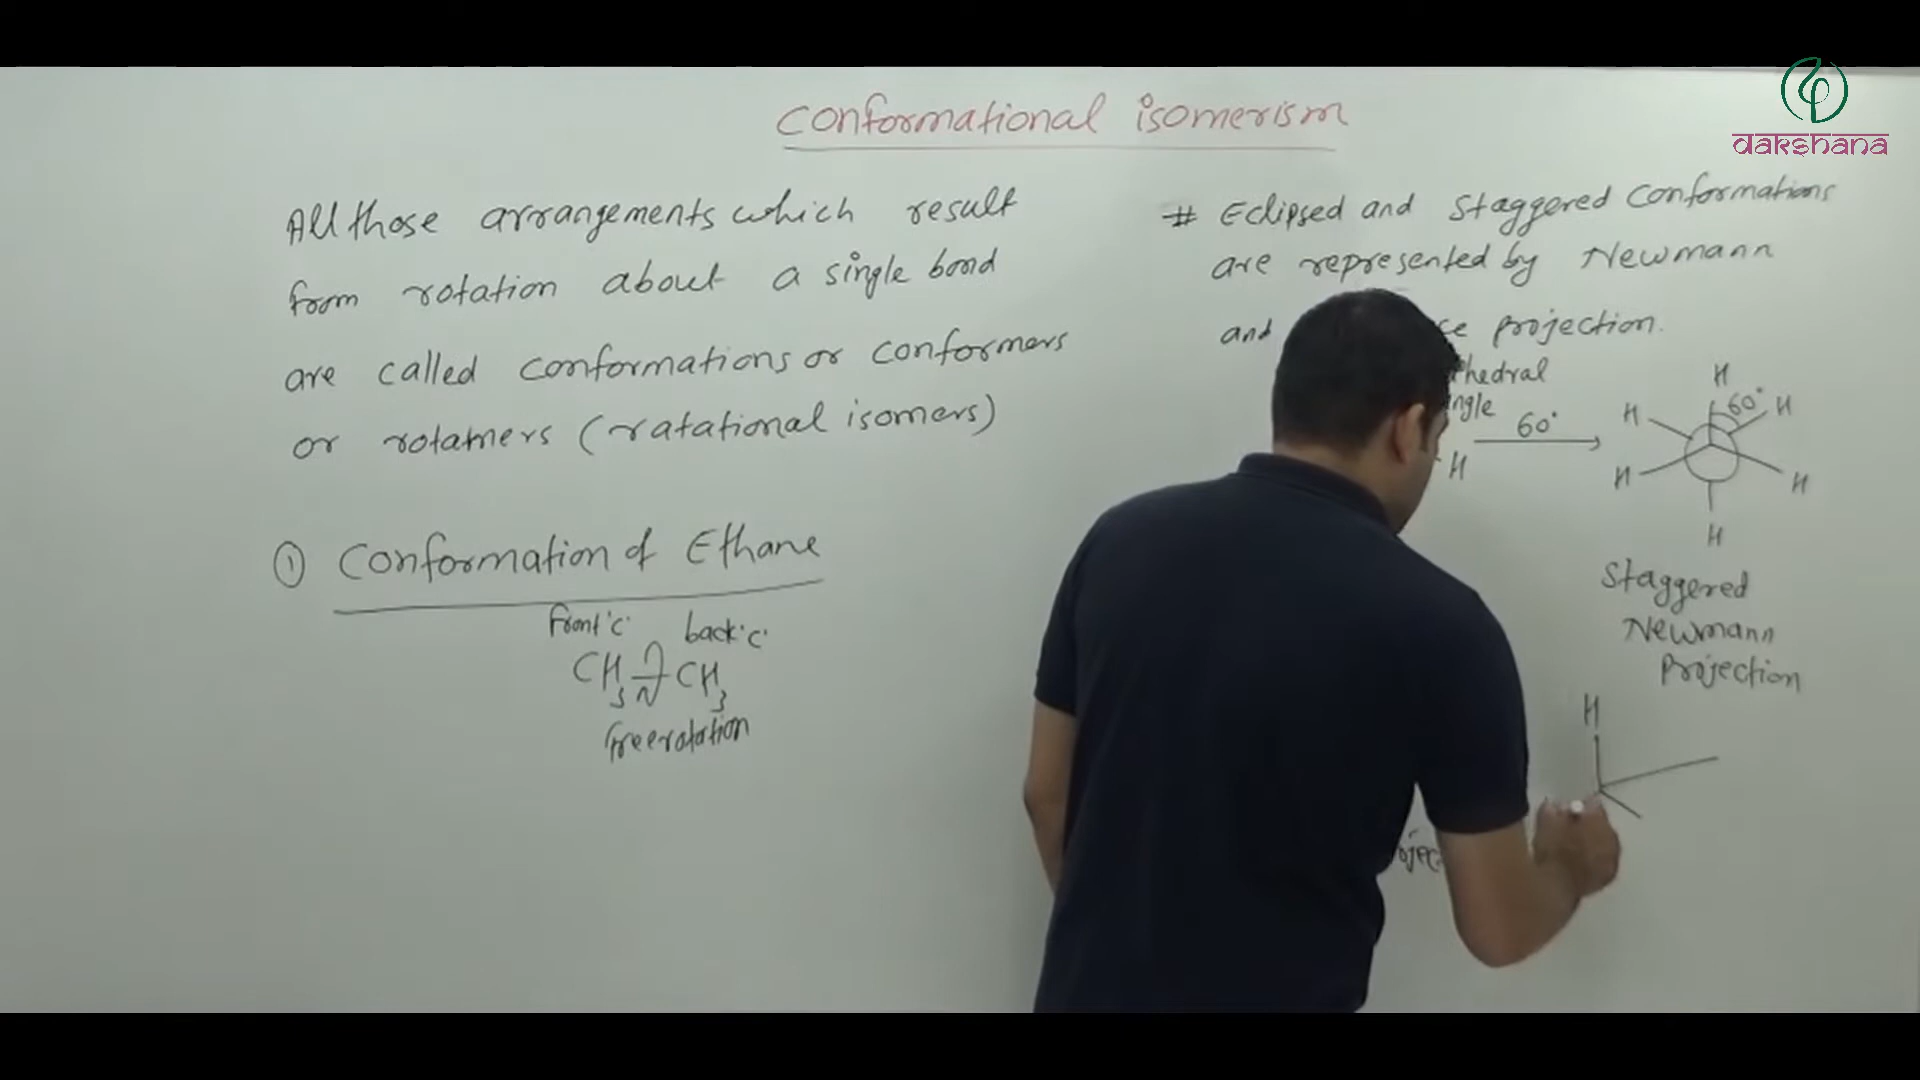 dakshana
Conformational isomerism
All those arrangements which result
from rotation about a single bond
are called conformations or conformers
or rotamers (ratational isomers)
① Conformation of Ethane
front 'C' back 'C'
CH3 - CH3
free rotation
# Eclipsed and Staggered Conformations
are represented by Newmann
and projection.
60°
H
H
60°
H
H
H
H
H
Staggered
Newmann
Projection
H